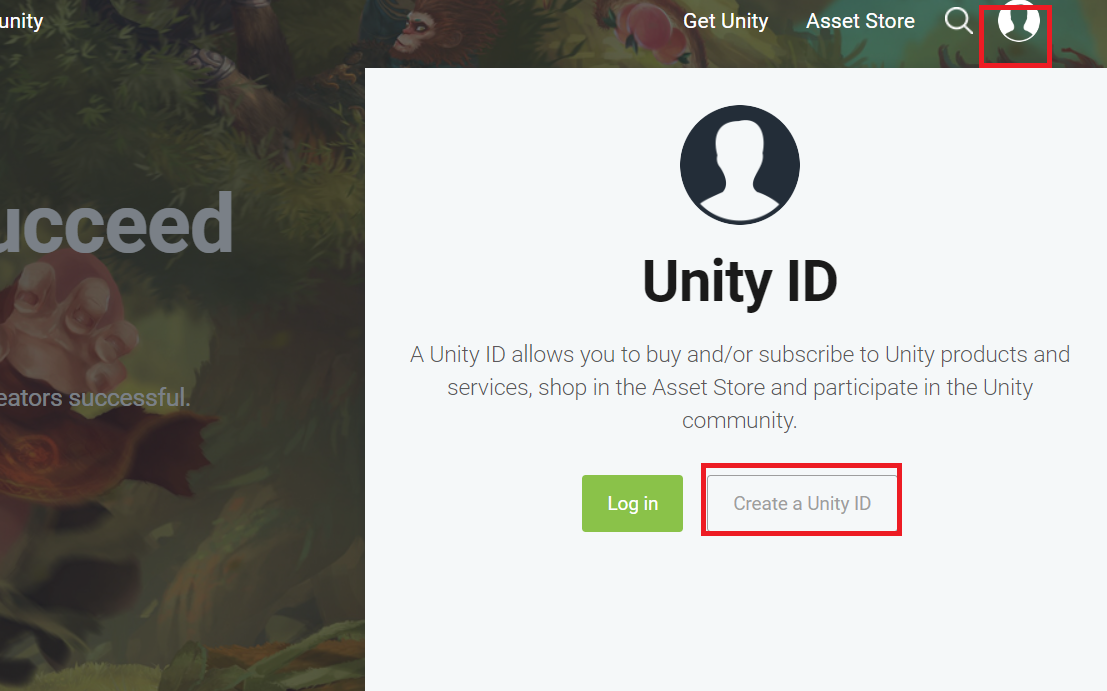 unity
Get Unity
Asset Store
ucceed
eators successful.
Unity ID
A Unity ID allows you to buy and/or subscribe to Unity products and
services, shop in the Asset Store and participate in the Unity
community.
Log in
Create a Unity ID